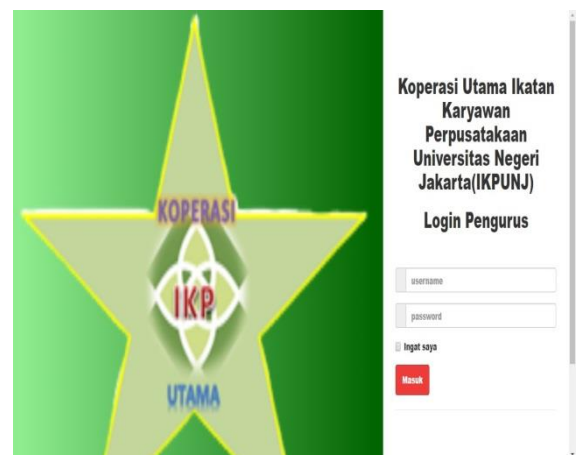 KOPERASI
IKP
UTAMA
Koperasi Utama Ikatan
Karyawan
Perpusatakaan
Universitas Negeri
Jakarta(IKPUNJ)
Login Pengurus
username
password
Ingat saya
Masuk